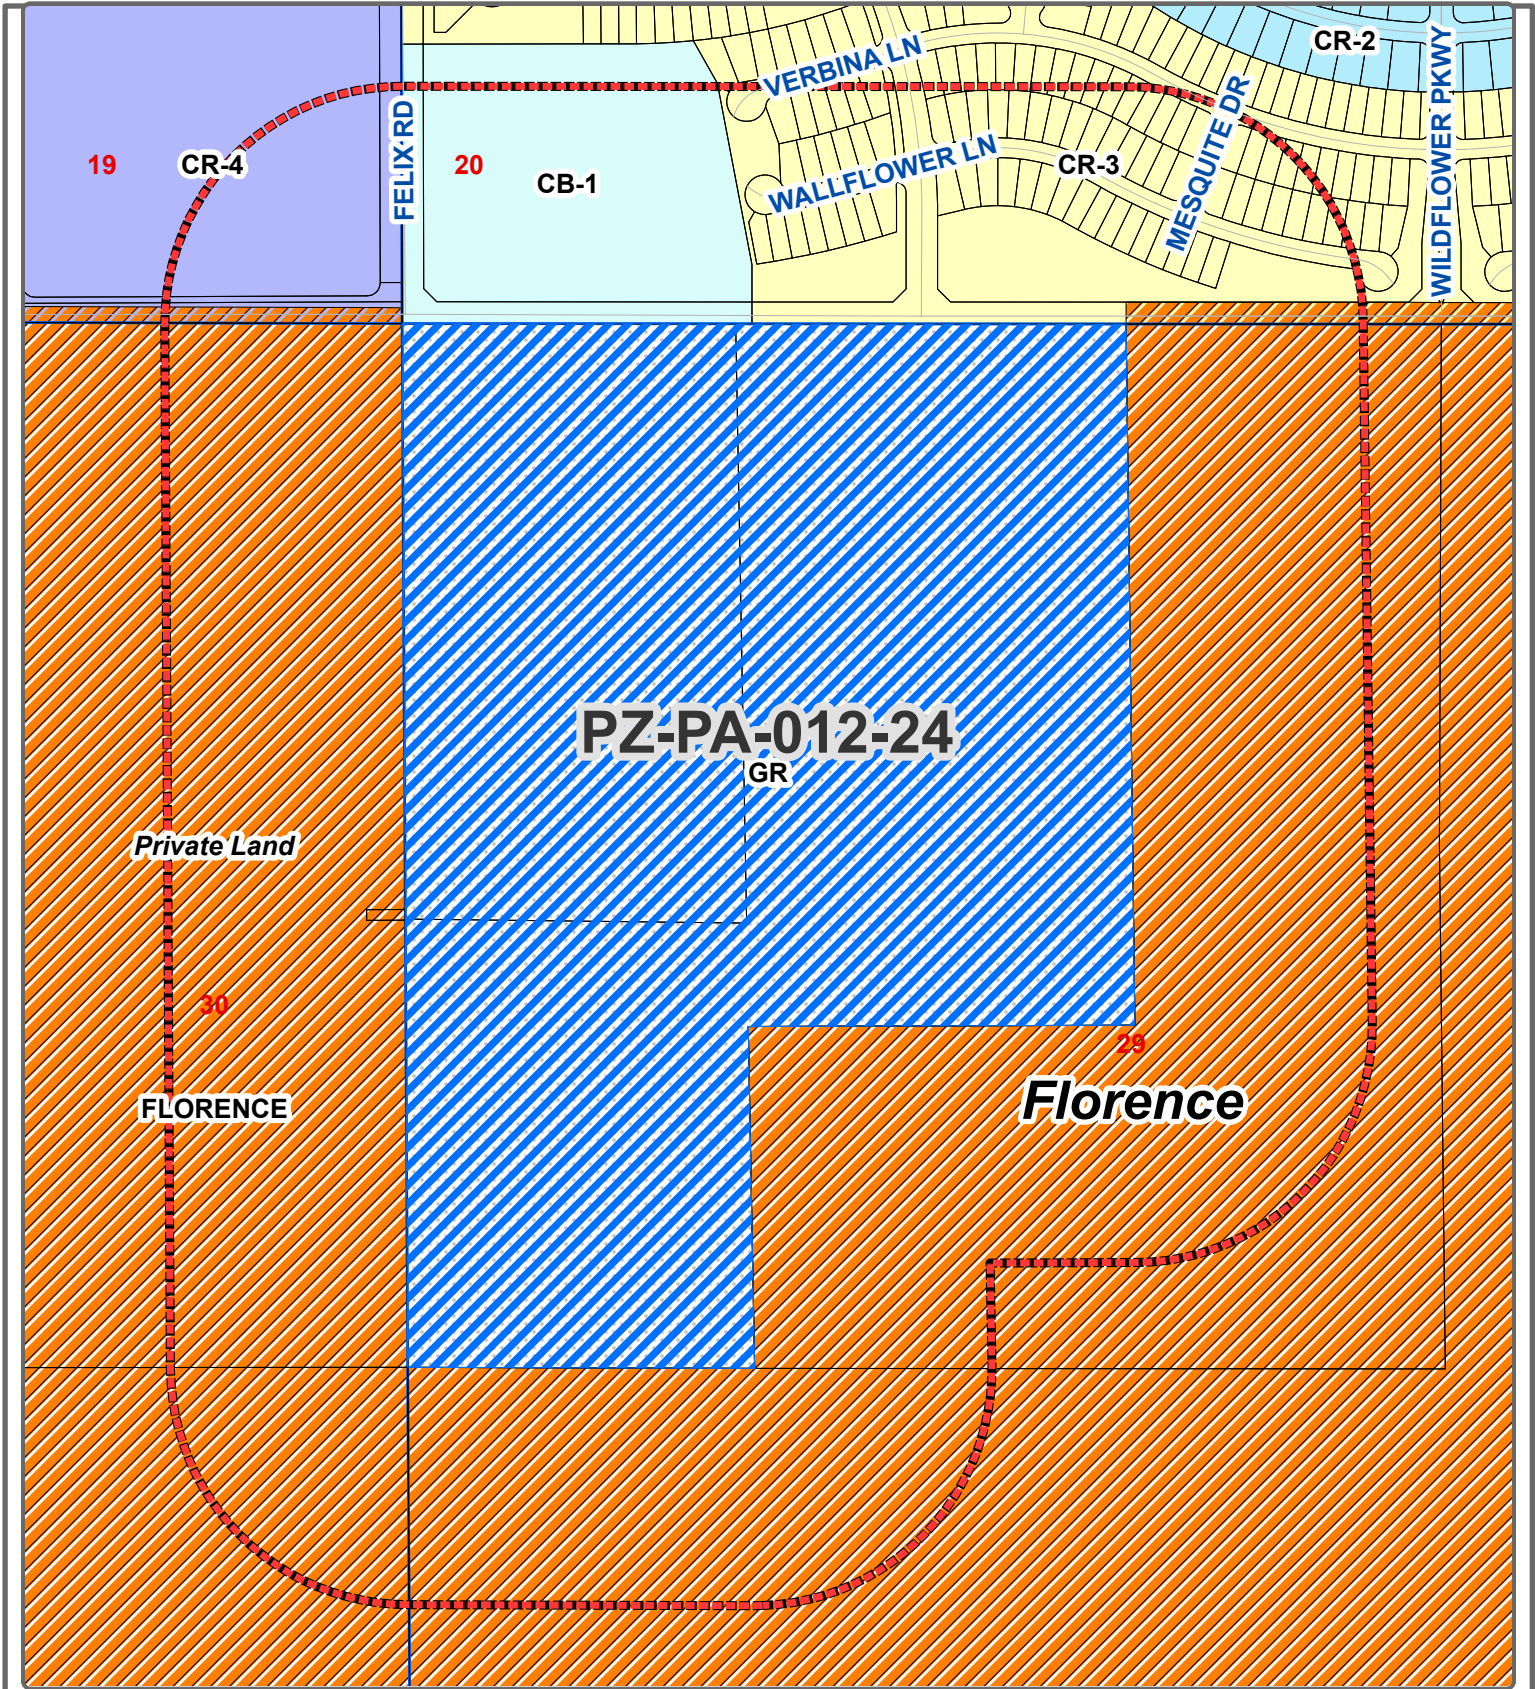 CR-2
VERBINA LN
WILDFLOWER PKWY
MESQUITE DR
FELIX RD
WALLFLOWER LN
19
CR-4
20
CB-1
CR-3
PZ-PA-012-24
GR
Private Land
30
29
Florence
FLORENCE